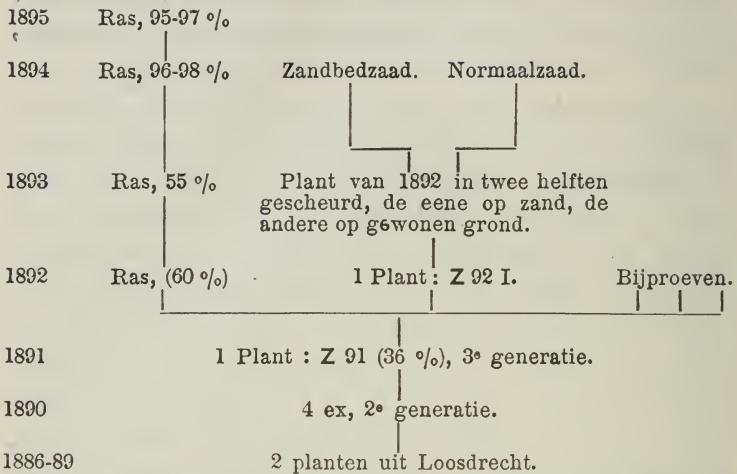 1895 Ras, 95-97 %
1894 Ras, 96-98 % Zandbedzaad. Normaalzaad.
1893 Ras, 55 % Plant van 1892 in twee helften
gescheurd, de eene op zand, de
andere op gewonen grond.
1892 Ras, (60 %) 1 Plant : Z 92 I. Bijproeven.
1891 1 Plant : Z 91 (36 %), 3e generatie.
1890 4 ex, 2e generatie.
1886-89 2 planten uit Loosdrecht.